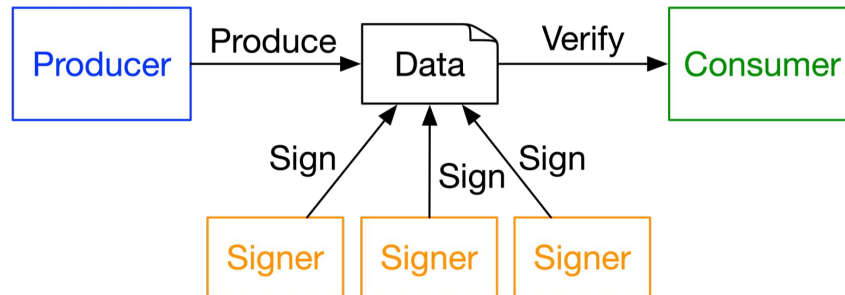 Produce
Verify
Producer
Data
Consumer
Sign
Sign
Sign
Signer
Signer
Signer